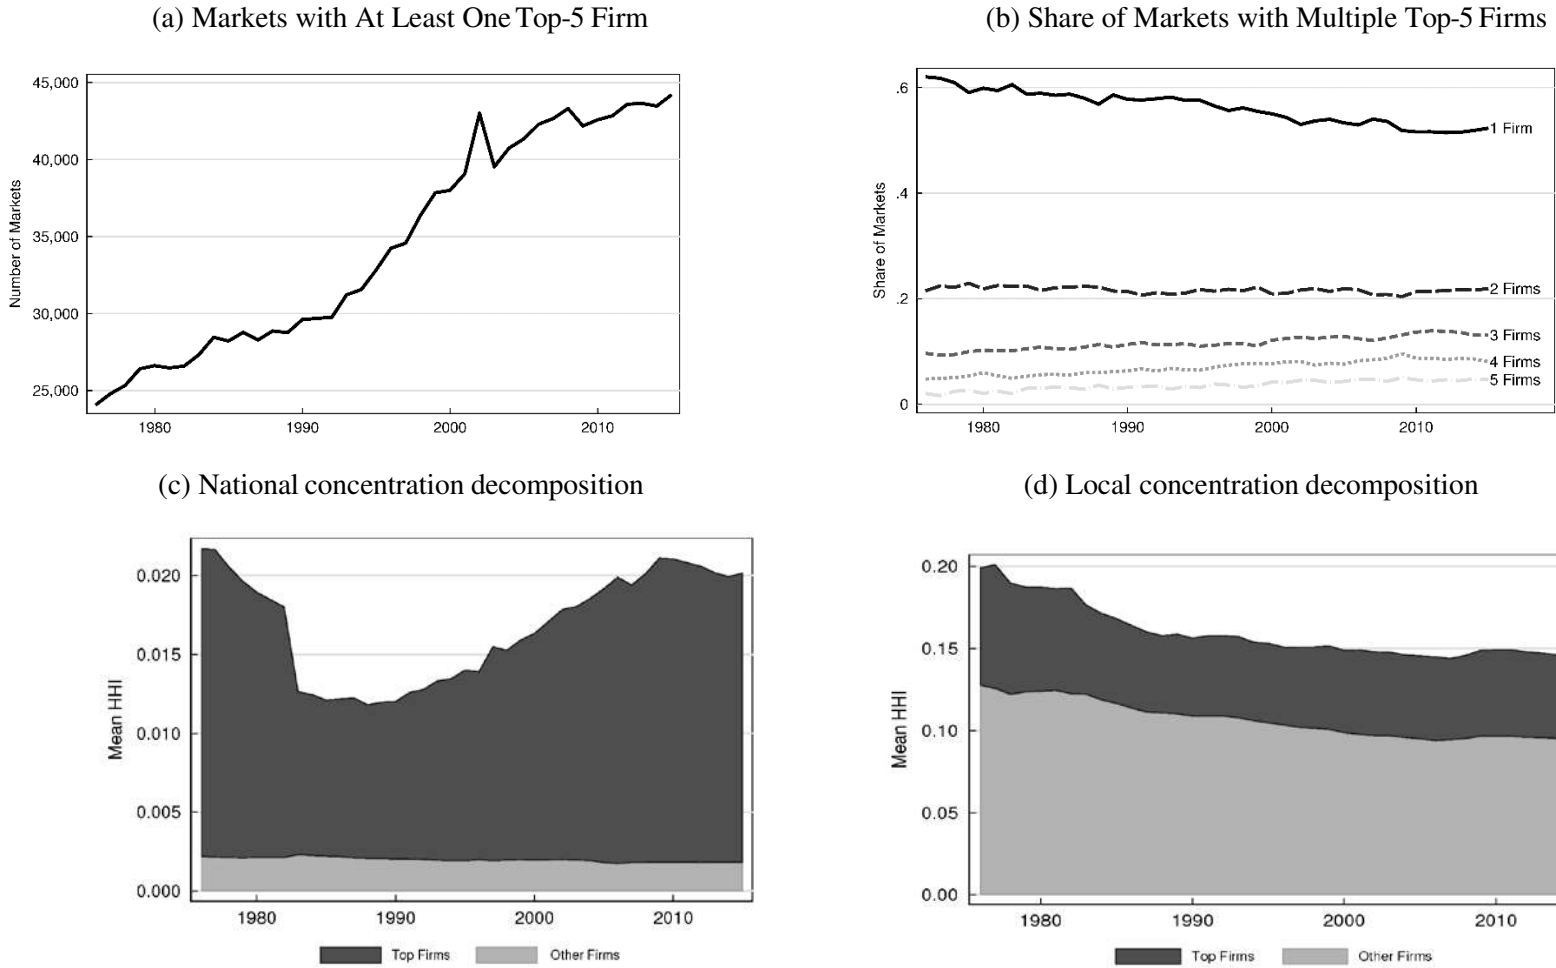 (a) Markets with At Least One Top-5 Firm
45,000
40,000
35,000
30,000
25,000
Number of Markets
1980
1990
2000
2010
(b) Share of Markets with Multiple Top-5 Firms
.6
.4
.2
0
Share of Markets
1 Firm
2 Firms
3 Firms
4 Firms
5 Firms
1980
1990
2000
2010
(c) National concentration decomposition
0.020
0.015
0.010
0.005
0.000
Mean HHI
1980
1990
2000
2010
Top Firms
Other Firms
(d) Local concentration decomposition
0.20
0.15
0.10
0.05
0.00
Mean HHI
1980
1990
2000
2010
Top Firms
Other Firms